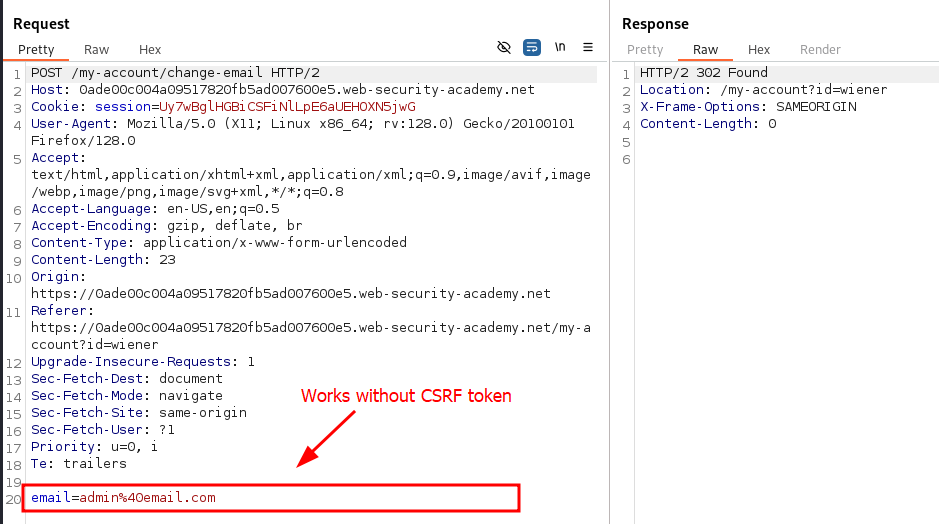 Request
Pretty Raw Hex
\n
1 POST /my-account/change-email HTTP/2
2 Host: 0ade00c004a09517820fb5ad007600e5.web-security-academy.net
3 Cookie: session=Uy7wBglHGBiCSFiNlLpE6aUEHOXN5jwG
4 User-Agent: Mozilla/5.0 (X11; Linux x86_64; rv:128.0) Gecko/20100101
Firefox/128.0
5 Accept:
text/html,application/xhtml+xml,application/xml;q=0.9,image/avif,image
/webp,image/png,image/svg+xml,*/*;q=0.8
6 Accept-Language: en-US,en;q=0.5
7 Accept-Encoding: gzip, deflate, br
8 Content-Type: application/x-www-form-urlencoded
9 Content-Length: 23
10 Origin:
https://0ade00c004a09517820fb5ad007600e5.web-security-academy.net
11 Referer:
https://0ade00c004a09517820fb5ad007600e5.web-security-academy.net/my-a
ccount?id=wiener
12 Upgrade-Insecure-Requests: 1
13 Sec-Fetch-Dest: document
14 Sec-Fetch-Mode: navigate
15 Sec-Fetch-Site: same-origin
16 Sec-Fetch-User: ?1
17 Priority: u=0, i
18 Te: trailers
19
20 email=admin%40email.com
Works without CSRF token
Response
Pretty Raw Hex Render
1 HTTP/2 302 Found
2 Location: /my-account?id=wiener
3 X-Frame-Options: SAMEORIGIN
4 Content-Length: 0
5
6